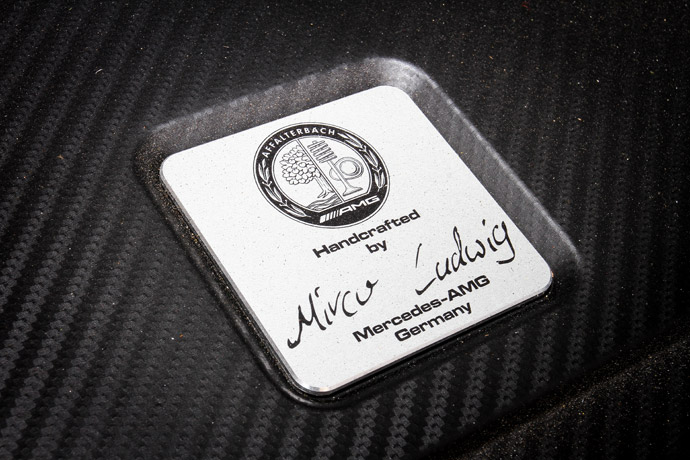 AFFALTERBACH
AMG
Handcrafted
by
Mirco Ludwig
Mercedes-AMG
Germany